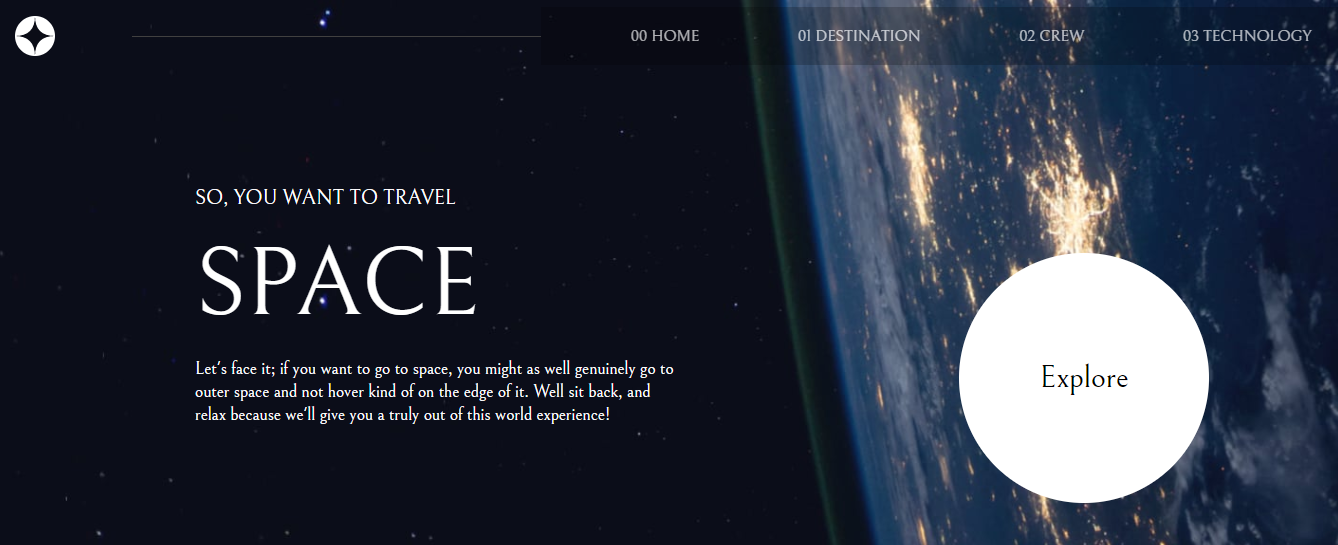 00 HOME
01 DESTINATION
02 CREW
03 TECHNOLOGY
SO, YOU WANT TO TRAVEL
SPACE
Let's face it; if you want to go to space, you might as well genuinely go to
outer space and not hover kind of on the edge of it. Well sit back, and
relax because we'll give you a truly out of this world experience!
Explore